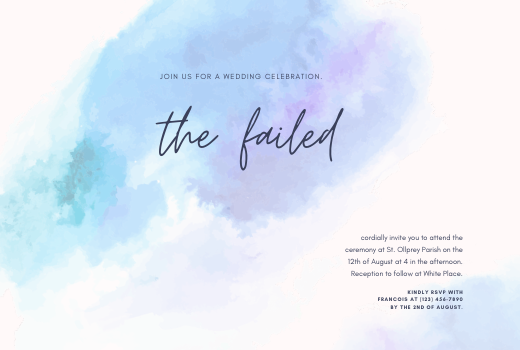 JOIN US FOR A WEDDING CELEBRATION.
the failed
cordially invite you to attend the
ceremony at St. Ollprey Parish on the
12th of August at 4 in the afternoon.
Reception to follow at White Place.
KINDLY RSVP WITH
FRANCOIS AT (123) 456-7890
BY THE 2ND OF AUGUST.